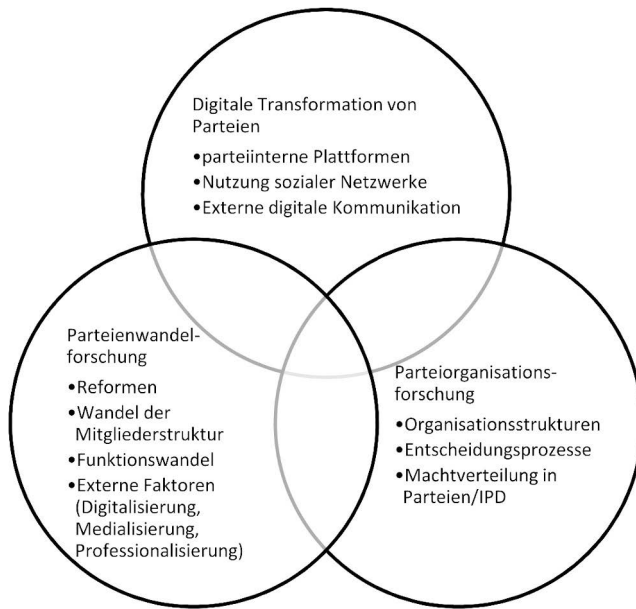 Digitale Transformation von
Parteien
•parteiinterne Plattformen
•Nutzung sozialer Netzwerke
•Externe digitale Kommunikation
Parteienwandel-
forschung
•Reformen
•Wandel der
Mitgliederstruktur
•Funktionswandel
•Externe Faktoren
(Digitalisierung,
Medialisierung,
Professionalisierung)
Parteiorganisations-
forschung
•Organisationsstrukturen
•Entscheidungsprozesse
•Machtverteilung in
Parteien/IPD